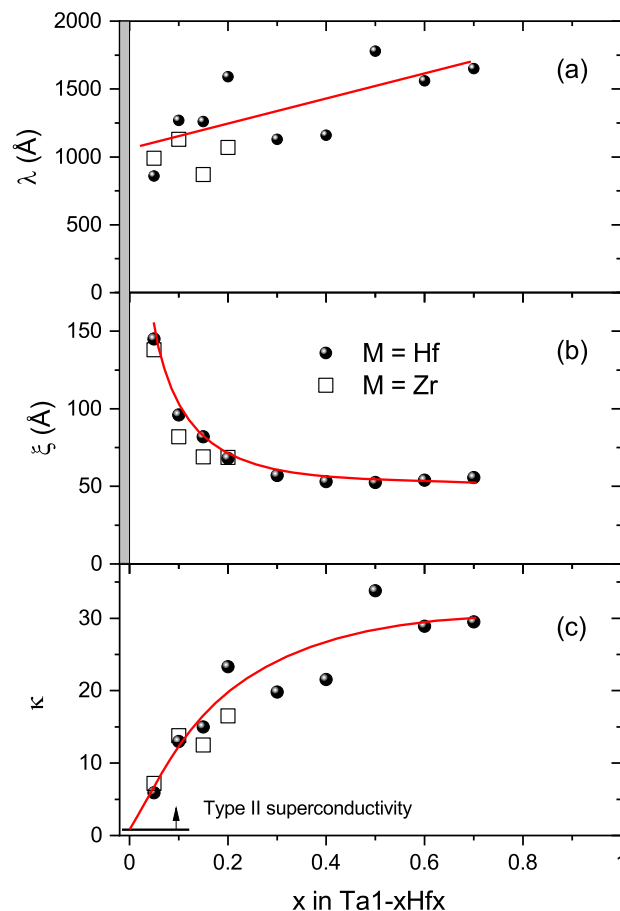 2000
1500
1000
500
0
λ (Å)
(a)
150
100
50
0
ξ (Å)
M = Hf
M = Zr
(b)
30
20
10
0
κ
(c)
Type II superconductivity
0 0.2 0.4 0.6 0.8 1
x in Ta1-xHfx